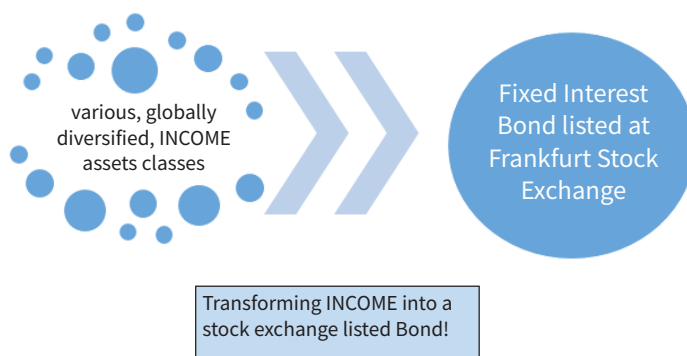 various, globally
diversified, INCOME
assets classes
Fixed Interest
Bond listed at
Frankfurt Stock
Exchange
Transforming INCOME into a
stock exchange listed Bond!